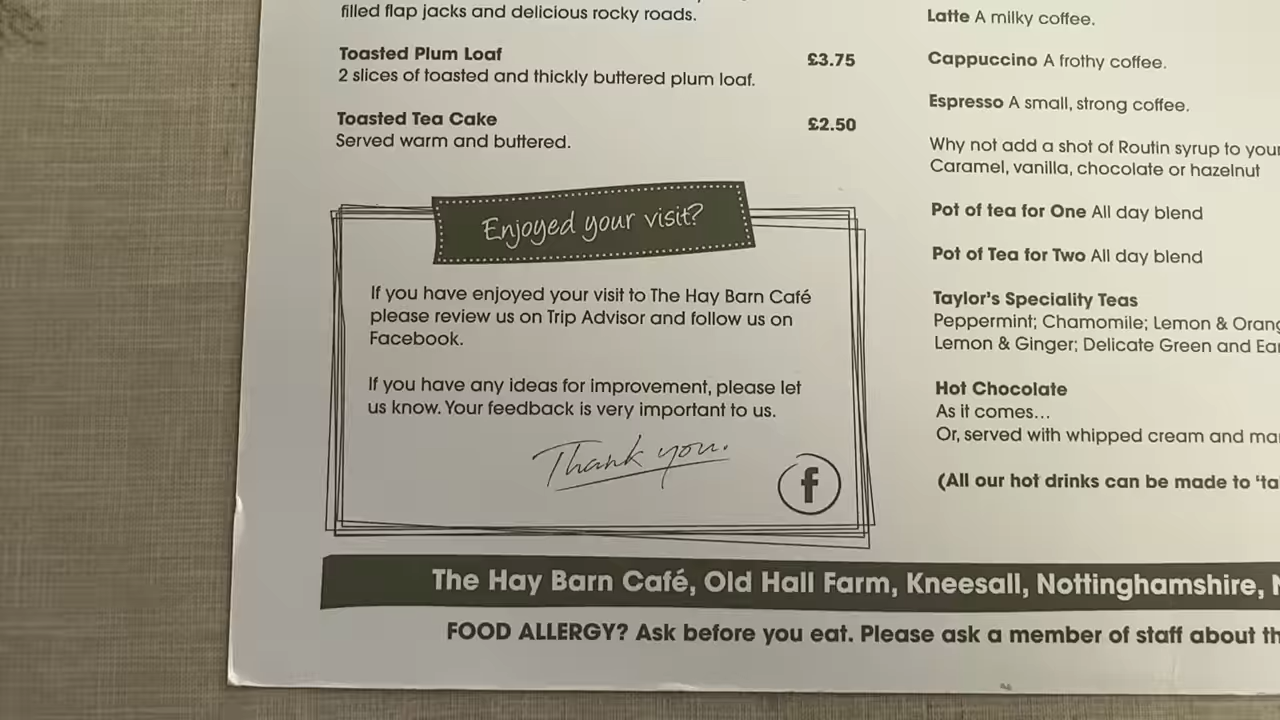 filled flap jacks and delicious rocky roads.
Toasted Plum Loaf £3.75
2 slices of toasted and thickly buttered plum loaf.
Toasted Tea Cake £2.50
Served warm and buttered.
Enjoyed your visit?
If you have enjoyed your visit to The Hay Barn Café
please review us on Trip Advisor and follow us on
Facebook.
If you have any ideas for improvement, please let
us know. Your feedback is very important to us.
Thank you.
f
Latte A milky coffee.
Cappuccino A frothy coffee.
Espresso A small, strong coffee.
Why not add a shot of Routin syrup to your
Caramel, vanilla, chocolate or hazelnut
Pot of tea for One All day blend
Pot of Tea for Two All day blend
Taylor's Speciality Teas
Peppermint; Chamomile; Lemon & Orang
Lemon & Ginger; Delicate Green and Ear
Hot Chocolate
As it comes...
Or, served with whipped cream and ma
(All our hot drinks can be made to 'ta
The Hay Barn Café, Old Hall Farm, Kneesall, Nottinghamshire, N
FOOD ALLERGY? Ask before you eat. Please ask a member of staff about th